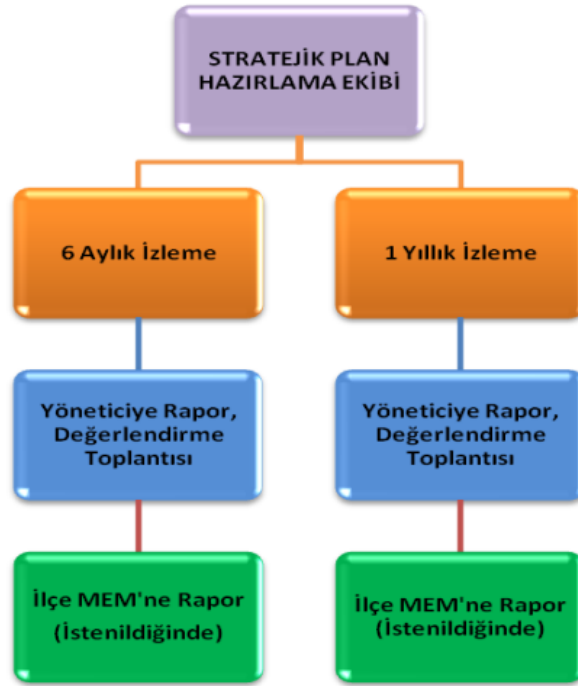 STRATEJİK PLAN
HAZIRLAMA EKİBİ
6 Aylık İzleme
1 Yıllık İzleme
Yöneticiye Rapor,
Değerlendirme
Toplantısı
Yöneticiye Rapor,
Değerlendirme
Toplantısı
İlçe MEM'ne Rapor
(İstenildiğinde)
İlçe MEM'ne Rapor
(İstenildiğinde)